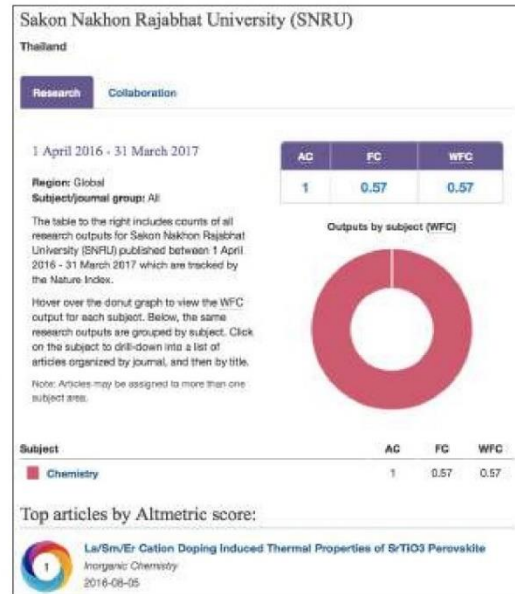 Sakon Nakhon Rajabhat University (SNRU)
Thailand
Research
Collaboration
1 April 2016 - 31 March 2017
Region: Global
Subject/journal group: All
The table to the right includes counts of all
research outputs for Sakon Nakhon Rajabhat
University (SNRU) published between 1 April
2016 - 31 March 2017 which are tracked by
the Nature Index.
Hover over the donut graph to view the WFC
output for each subject. Below, the same
research outputs are grouped by subject. Click
on the subject to drill-down into a list of
articles organized by journal, and then by title.
Note: Articles may be assigned to more than one
subject area.
AC FC WFC
1 0.57 0.57
Outputs by subject (WFC)
Subject AC FC WFC
Chemistry 1 0.57 0.57
Top articles by Altmetric score:
1
La/Sm/Er Cation Doping Induced Thermal Properties of SrTiO3 Perovskite
Inorganic Chemistry
2016-08-05